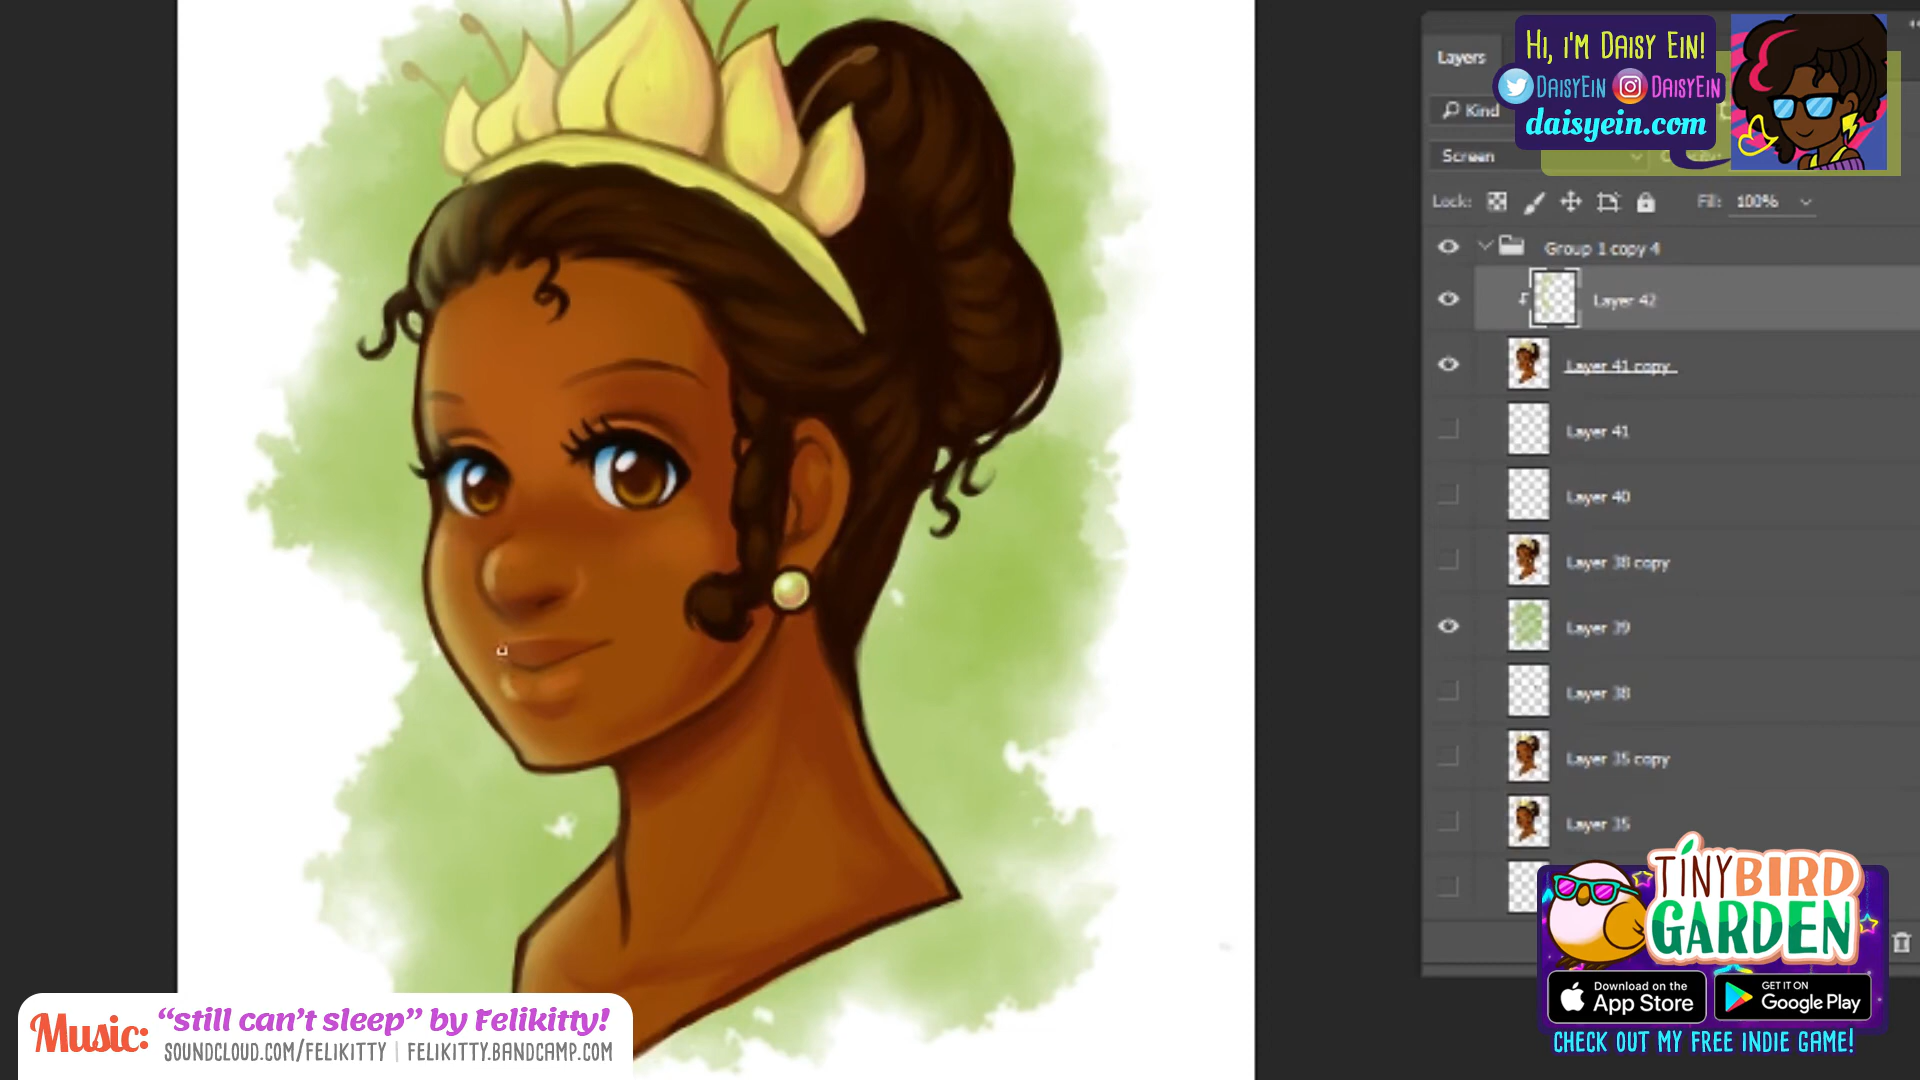 Layers
Hi, i'm Daisy Ein!
DaisyEin DaisyEin
daisyein.com
Kind
Screen
Lock: Fill: 100%
Group 1 copy 4
Layer 42
Layer 41 copy
Layer 41
Layer 40
Layer 38 copy
Layer 39
Layer 38
Layer 35 copy
Layer 35
TINY BIRD
GARDEN
Download on the
App Store
GET IT ON
Google Play
CHECK OUT MY FREE INDIE GAME!
Music: “still can't sleep” by Felikitty!
SOUNDCLOUD.COM/FELIKITTY | FELIKITTY.BANDCAMP.COM